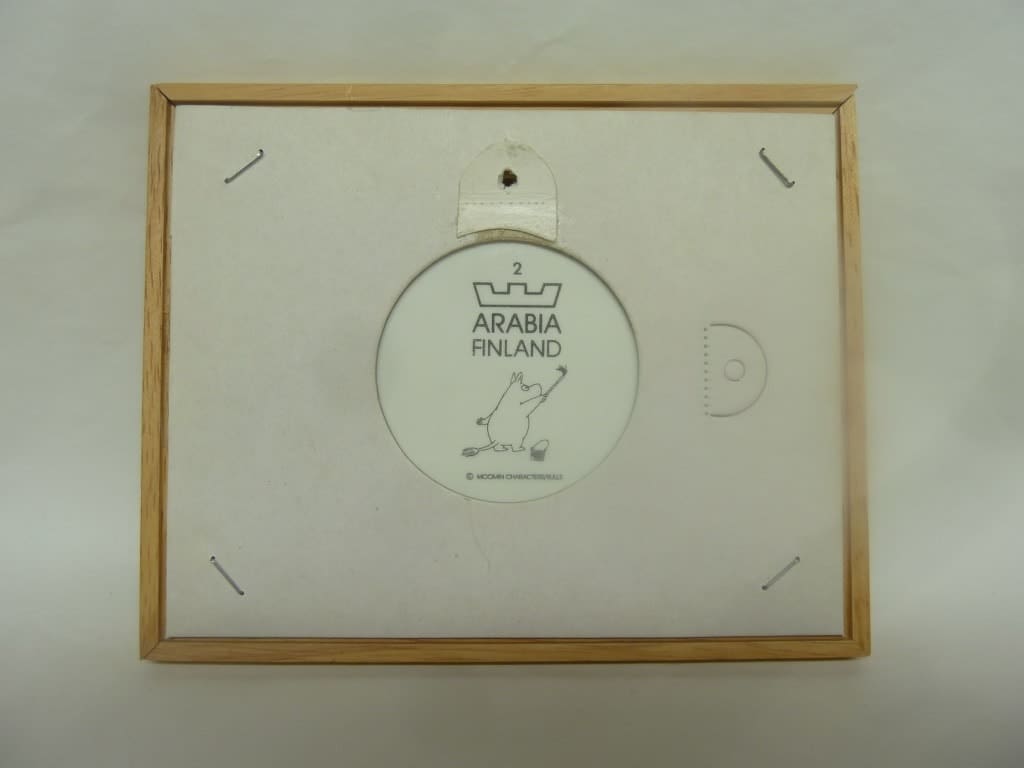 2
ARABIA
FINLAND
© MOOMIN CHARACTERS/BULLS